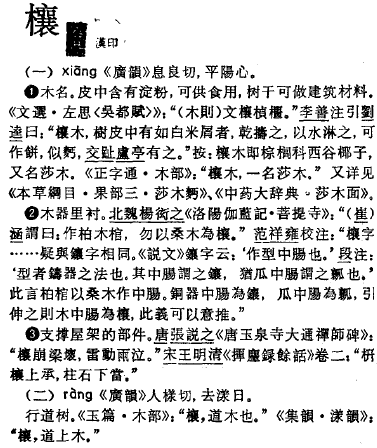 欀
漢印
（一）xiāng《廣韻》息良切，平陽心。
❶木名。皮中含有淀粉，可供食用，树干可做建筑材料。
《文選·左思〈吳都賦〉》：“（木則）文欀楨橿。”李善注引劉
逵曰：“欀木，樹皮中有如白米屑者，乾擣之，以水淋之，可
作餅，似麪，交趾盧亭有之。”按：欀木即棕榈科西谷椰子，
又名莎木。《正字通·木部》：“欀木，一名莎木。”又详见
《本草綱目·果部三·莎木麪》、《中药大辞典·莎木面》。
❷木器里衬。北魏楊衒之《洛陽伽藍記·菩提寺》：“（崔）
涵謂曰：作柏木棺，勿以桑木為欀。”范祥雍校注：“欀字
……疑與鑲字相同。《説文》鑲字云：‘作型中腸也。’段注：
‘型者鑄器之法也。其中腸謂之鑲，猶瓜中腸謂之瓤也。’
此言柏棺以桑木作中腸。銅器中腸為鑲，瓜中腸為瓤，引
伸之則木中腸為欀，此義可以意推。”
❸支撐屋架的部件。唐張説之《唐玉泉寺大通禪師碑》：
“欀崩梁壞，雷動雨泣。”宋王明清《揮麈録餘話》卷二：“枅
欀上承，柱石下當。”
（二）ràng《廣韻》人樣切，去漾日。
行道树。《玉篇·木部》：“欀，道木也。”《集韻·漾韻》：
“欀，道上木。”